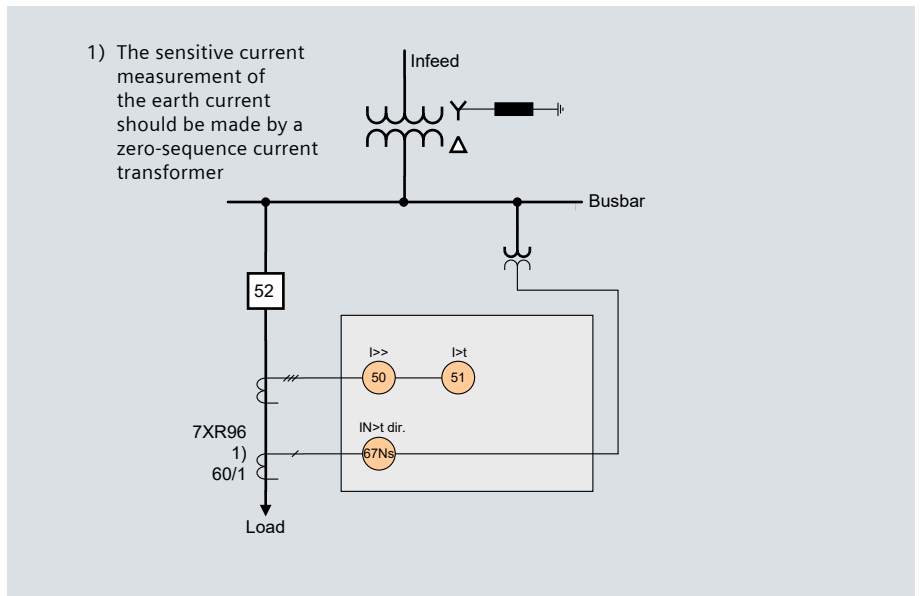 1) The sensitive current
measurement of
the earth current
should be made by a
zero-sequence current
transformer
Infeed
Busbar
52
I>>
I>t
50
51
7XR96
1)
60/1
IN>t dir.
67Ns
Load